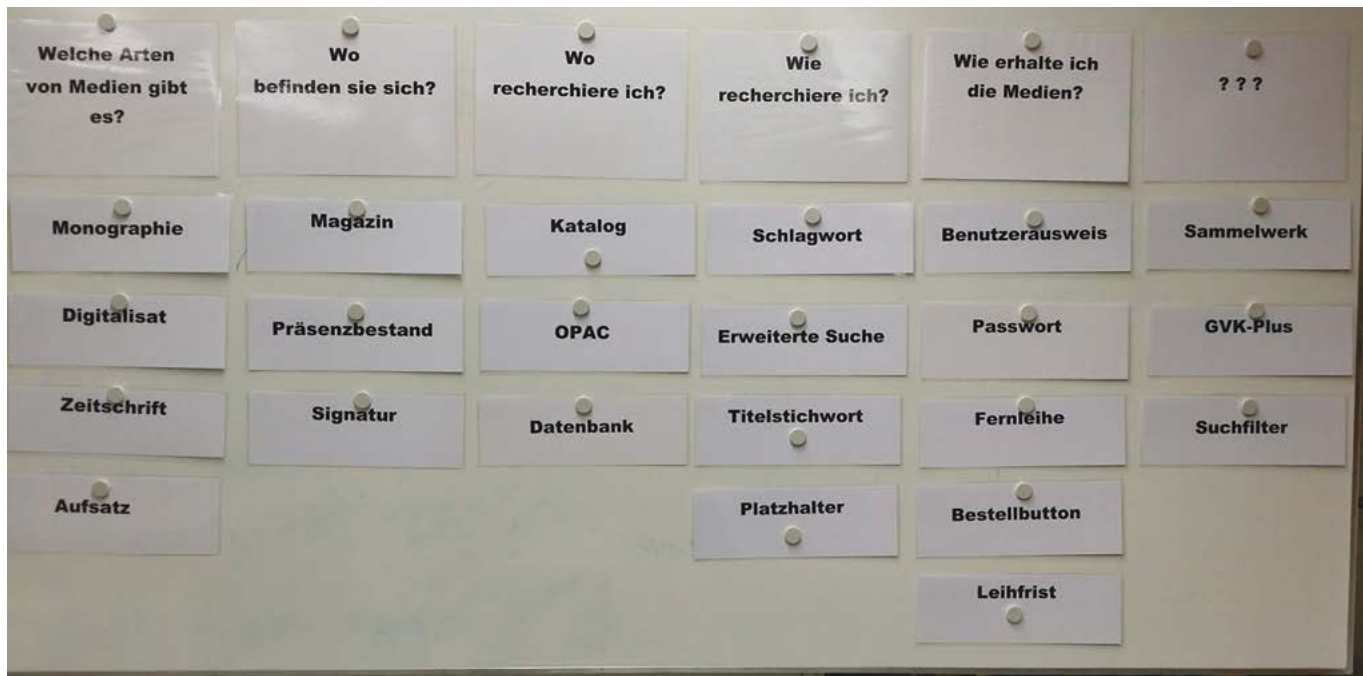 Welche Arten
von Medien gibt
es?
Monographie
Digitalisat
Zeitschrift
Aufsatz
Wo
befinden sie sich?
Magazin
Präsenzbestand
Signatur
Wo
recherchiere ich?
Katalog
OPAC
Datenbank
Wie
recherchiere ich?
Schlagwort
Erweiterte Suche
Titelstichwort
Platzhalter
Wie erhalte ich
die Medien?
Benutzerausweis
Passwort
Fernleihe
Bestellbutton
Leihfrist
? ? ?
Sammelwerk
GVK-Plus
Suchfilter